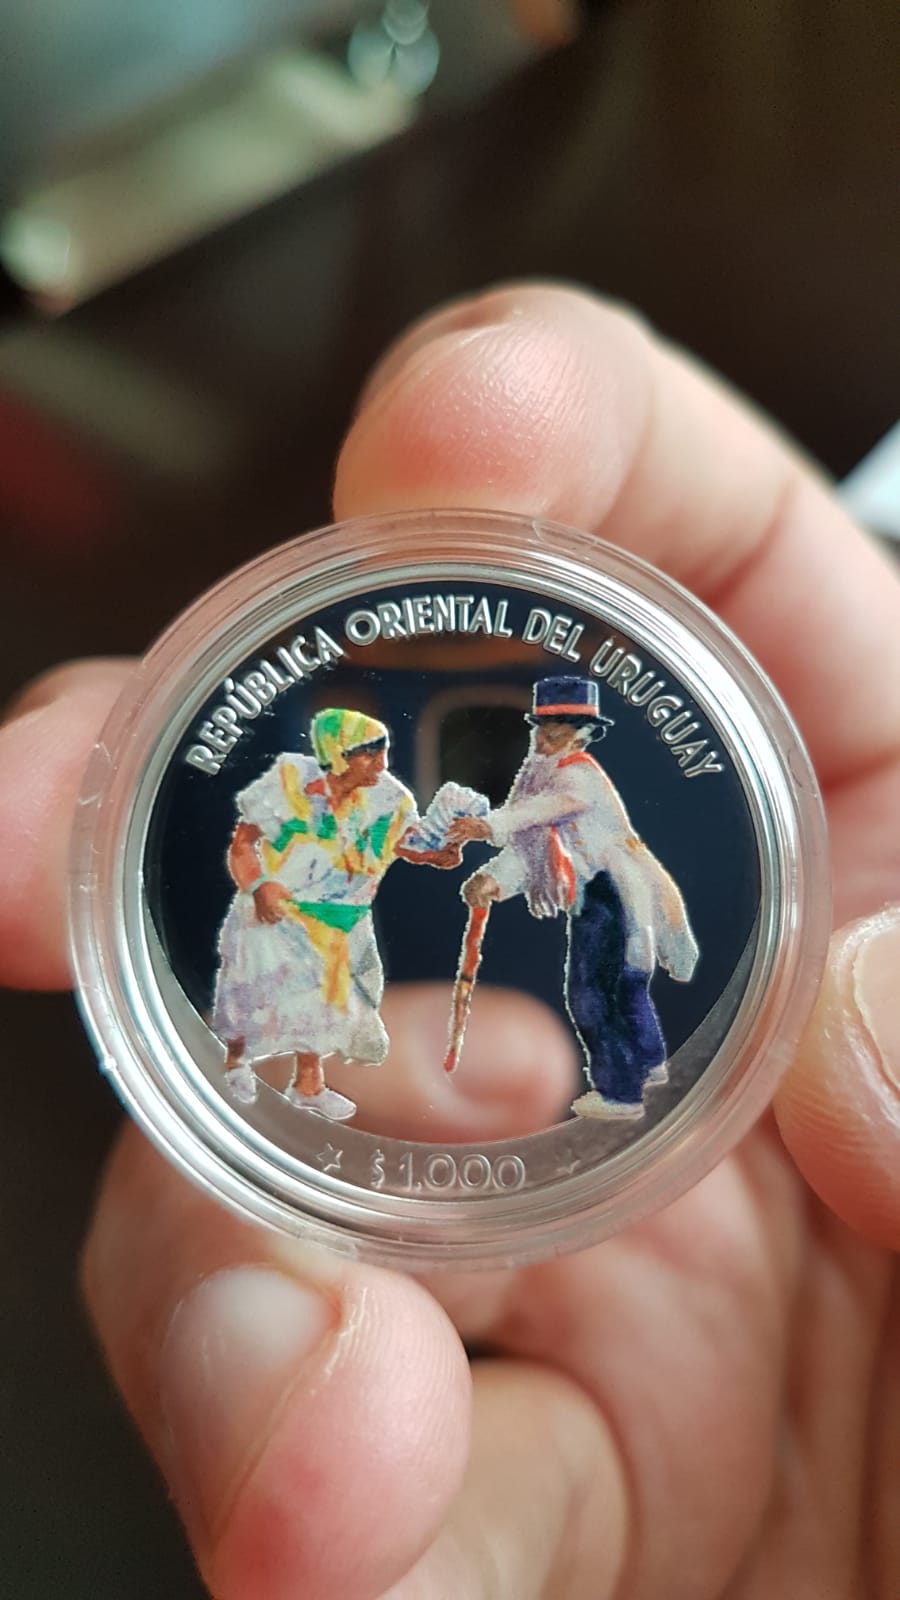 REPÚBLICA ORIENTAL DEL URUGUAY
$ 1,000